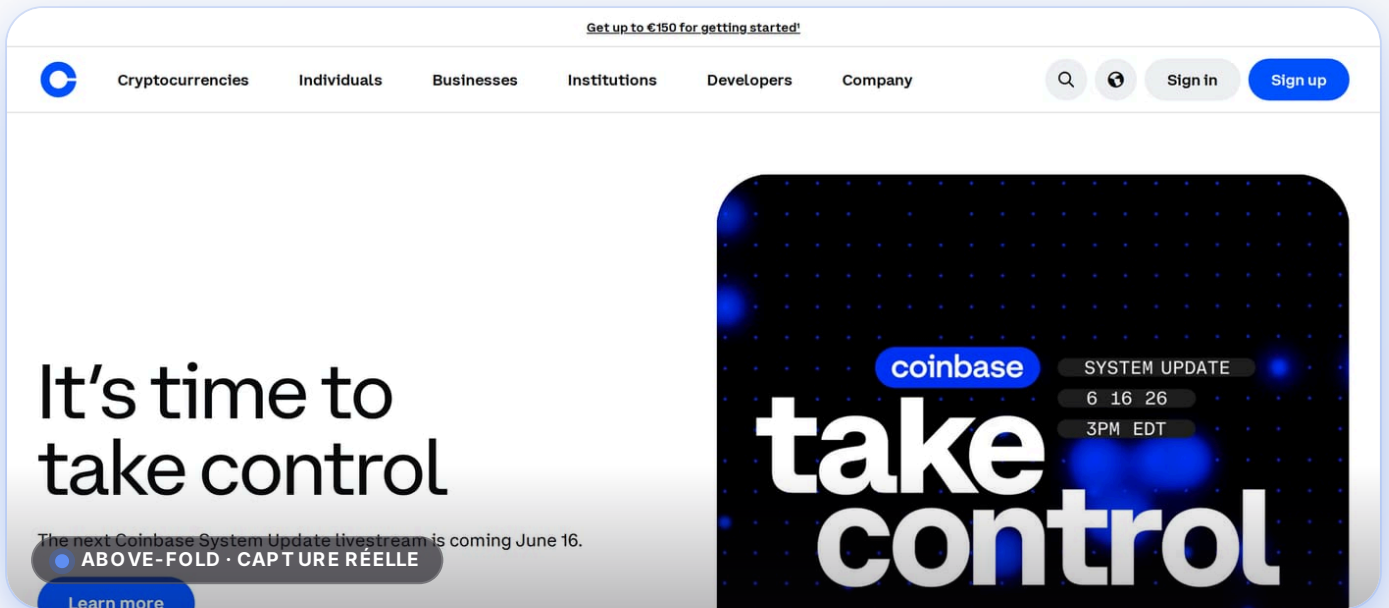 Get up to €150 for getting started¹
Cryptocurrencies
Individuals
Businesses
Institutions
Developers
Company
Sign in
Sign up
It’s time to
take control
The next Coinbase System Update livestream is coming June 16.
ABOVE-FOLD · CAPTURE RÉELLE
Learn more
coinbase
SYSTEM UPDATE
6 16 26
3PM EDT
take
control